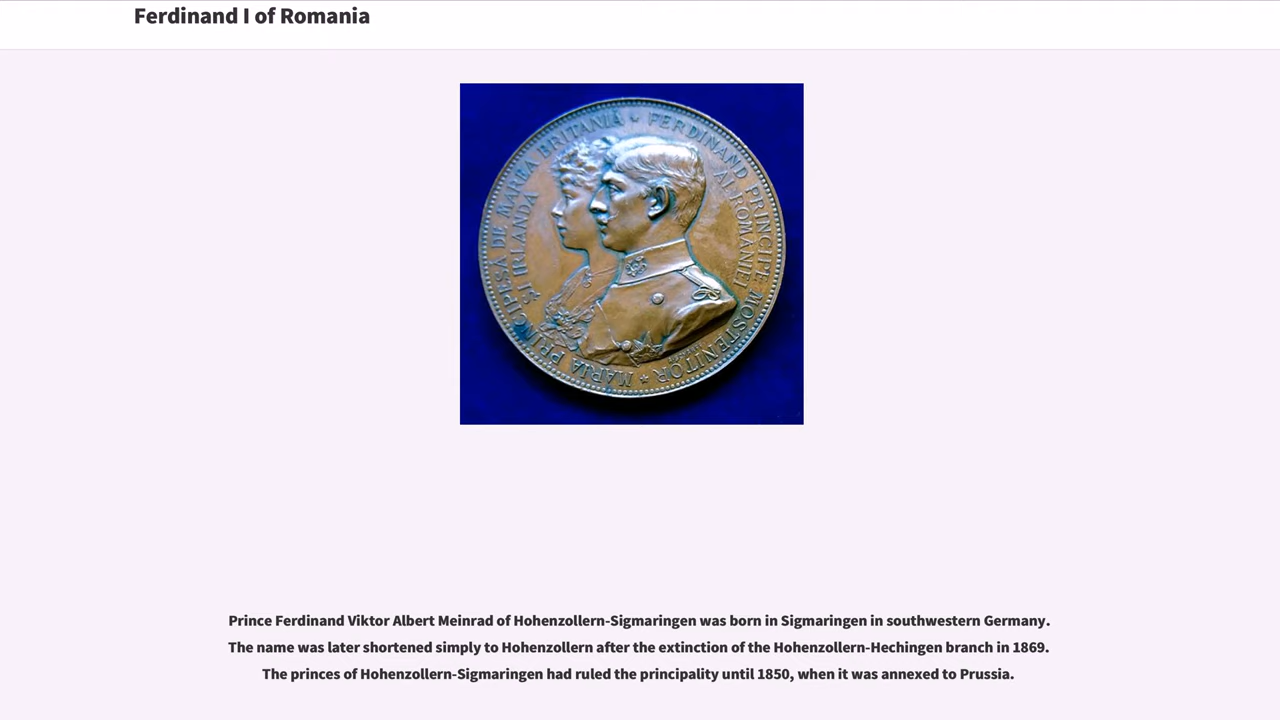 Ferdinand I of Romania
MARIA PRINCIPESĂ DE MAREA BRITANIA * FERDINAND PRINCIPE MOSTENITOR *
ȘI IRLANDA
AL ROMANIEI
Prince Ferdinand Viktor Albert Meinrad of Hohenzollern-Sigmaringen was born in Sigmaringen in southwestern Germany.
The name was later shortened simply to Hohenzollern after the extinction of the Hohenzollern-Hechingen branch in 1869.
The princes of Hohenzollern-Sigmaringen had ruled the principality until 1850, when it was annexed to Prussia.